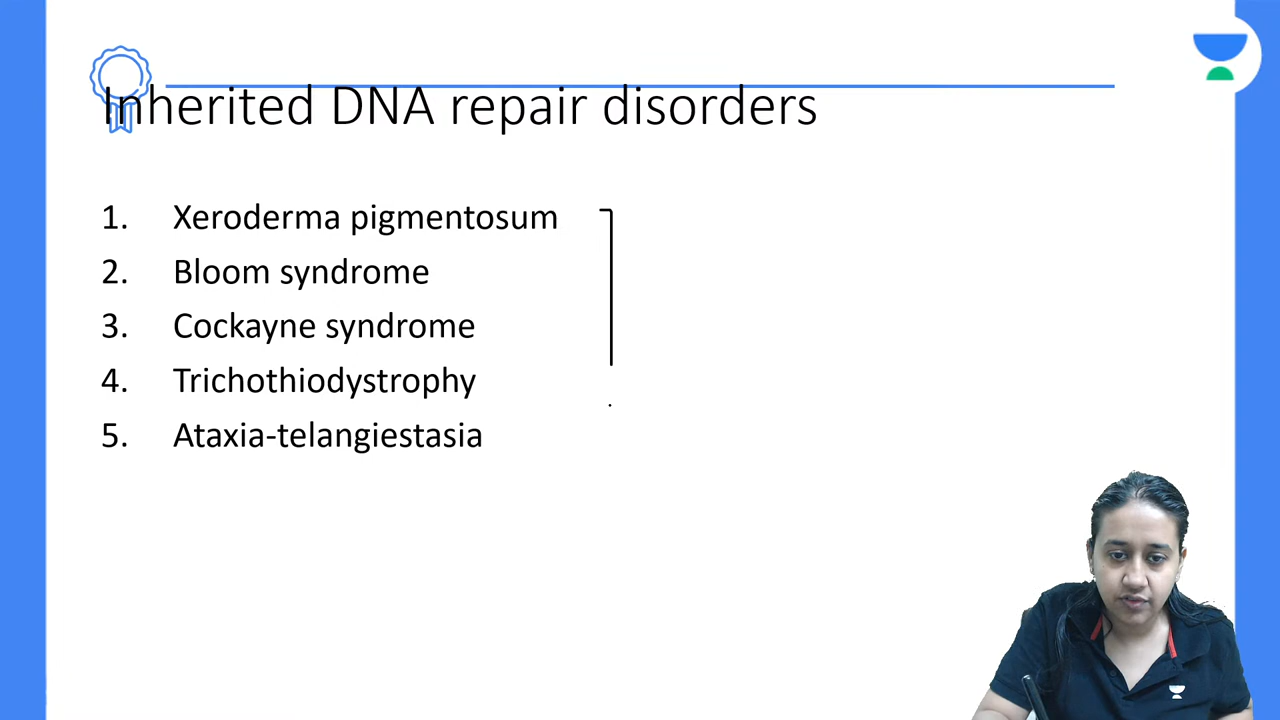 Inherited DNA repair disorders
1. Xeroderma pigmentosum
2. Bloom syndrome
3. Cockayne syndrome
4. Trichothiodystrophy
5. Ataxia-telangiestasia